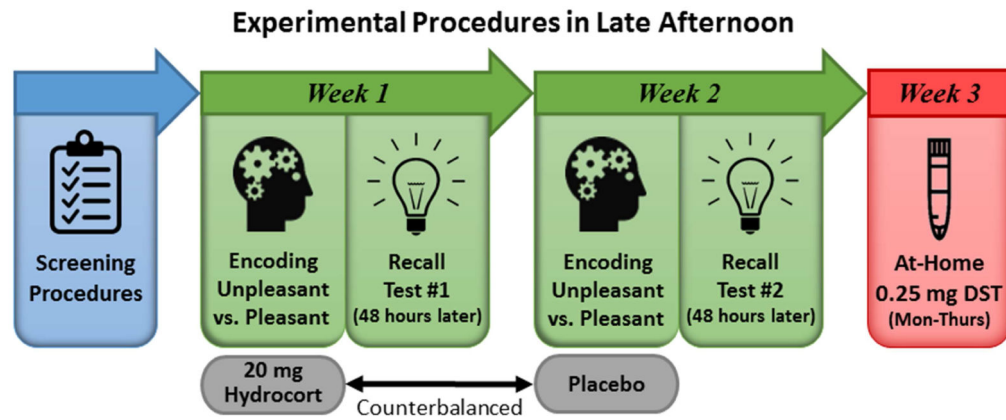 Experimental Procedures in Late Afternoon
Week 1
Week 2
Week 3
Screening
Procedures
Encoding
Unpleasant
vs. Pleasant
Recall
Test #1
(48 hours later)
Encoding
Unpleasant
vs. Pleasant
Recall
Test #2
(48 hours later)
At-Home
0.25 mg DST
(Mon-Thurs)
20 mg
Hydrocort
Counterbalanced
Placebo